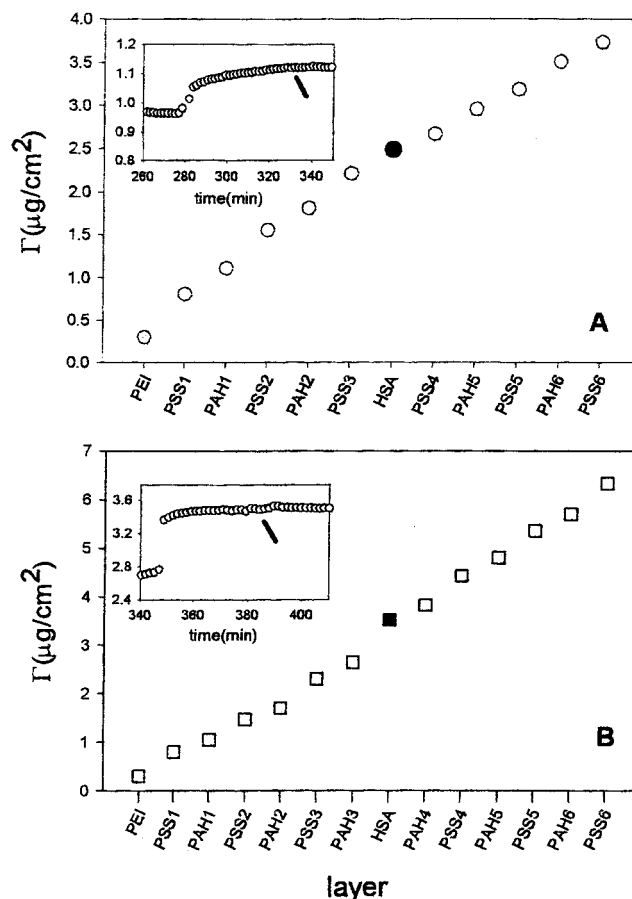 4.0
3.5
3.0
2.5
2.0
1.5
1.0
0.5
0.0
Γ(μg/cm2)
1.2
1.1
1.0
0.9
0.8
260 280 300 320 340
time(min)
A
PEI PSS1 PAH1 PSS2 PAH2 PSS3 HSA PSS4 PAH5 PSS5 PAH6 PSS6
7
6
5
4
3
2
1
0
Γ(μg/cm2)
3.6
3.0
2.4
340 360 380 400
time(min)
B
PEI PSS1 PAH1 PSS2 PAH2 PSS3 PAH3 HSA PAH4 PSS4 PAH5 PSS5 PAH6 PSS6
layer